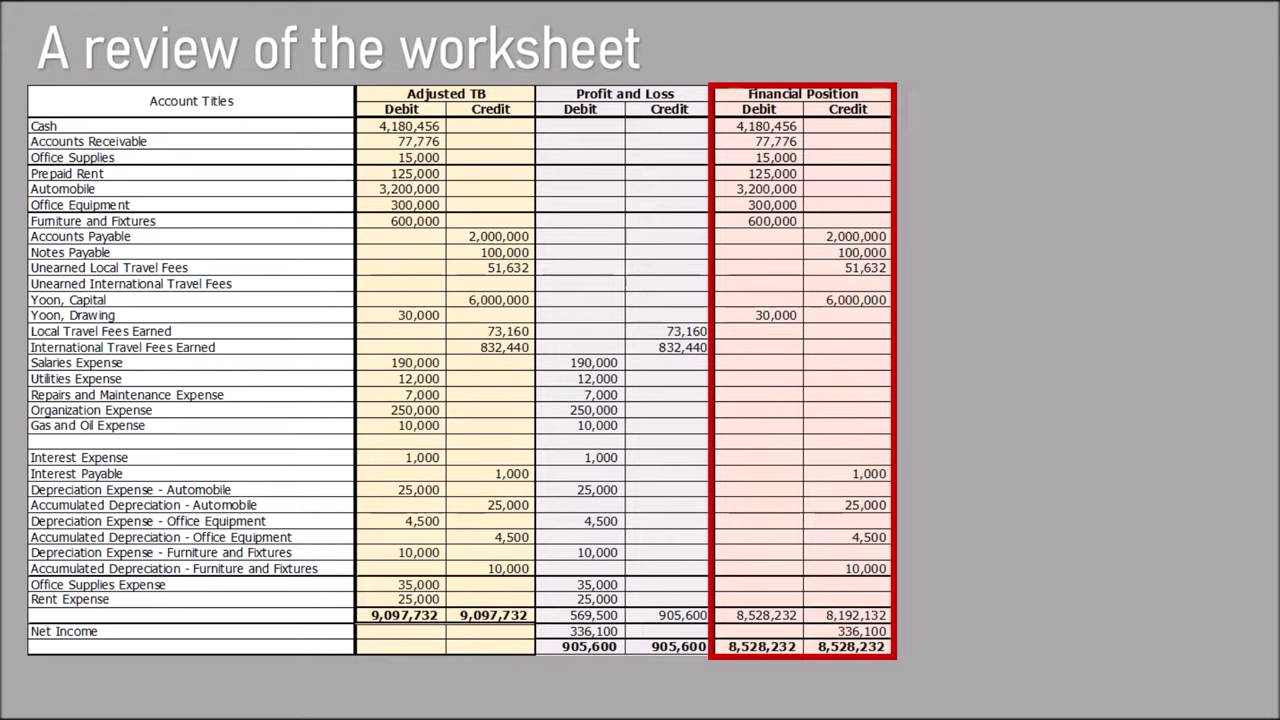 A review of the worksheet
Account Titles Adjusted TB Profit and Loss Financial Position
Debit Credit Debit Credit Debit Credit
Cash 4,180,456 4,180,456
Accounts Receivable 77,776 77,776
Office Supplies 15,000 15,000
Prepaid Rent 125,000 125,000
Automobile 3,200,000 3,200,000
Office Equipment 300,000 300,000
Furniture and Fixtures 600,000 600,000
Accounts Payable 2,000,000 2,000,000
Notes Payable 100,000 100,000
Unearned Local Travel Fees 51,632 51,632
Unearned International Travel Fees
Yoon, Capital 6,000,000 6,000,000
Yoon, Drawing 30,000 30,000
Local Travel Fees Earned 73,160 73,160
International Travel Fees Earned 832,440 832,440
Salaries Expense 190,000 190,000
Utilities Expense 12,000 12,000
Repairs and Maintenance Expense 7,000 7,000
Organization Expense 250,000 250,000
Gas and Oil Expense 10,000 10,000
Interest Expense 1,000 1,000
Interest Payable 1,000 1,000
Depreciation Expense - Automobile 25,000 25,000
Accumulated Depreciation - Automobile 25,000 25,000
Depreciation Expense - Office Equipment 4,500 4,500
Accumulated Depreciation - Office Equipment 4,500 4,500
Depreciation Expense - Furniture and Fixtures 10,000 10,000
Accumulated Depreciation - Furniture and Fixtures 10,000 10,000
Office Supplies Expense 35,000 35,000
Rent Expense 25,000 25,000
9,097,732 9,097,732 569,500 905,600 8,528,232 8,192,132
Net Income 336,100 336,100
905,600 905,600 8,528,232 8,528,232